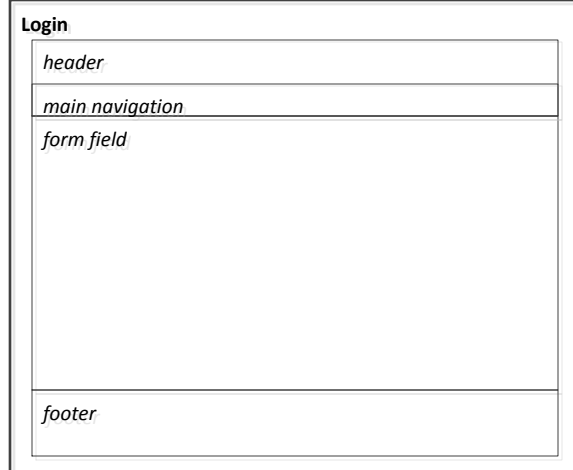 Login
header
main navigation
form field
footer